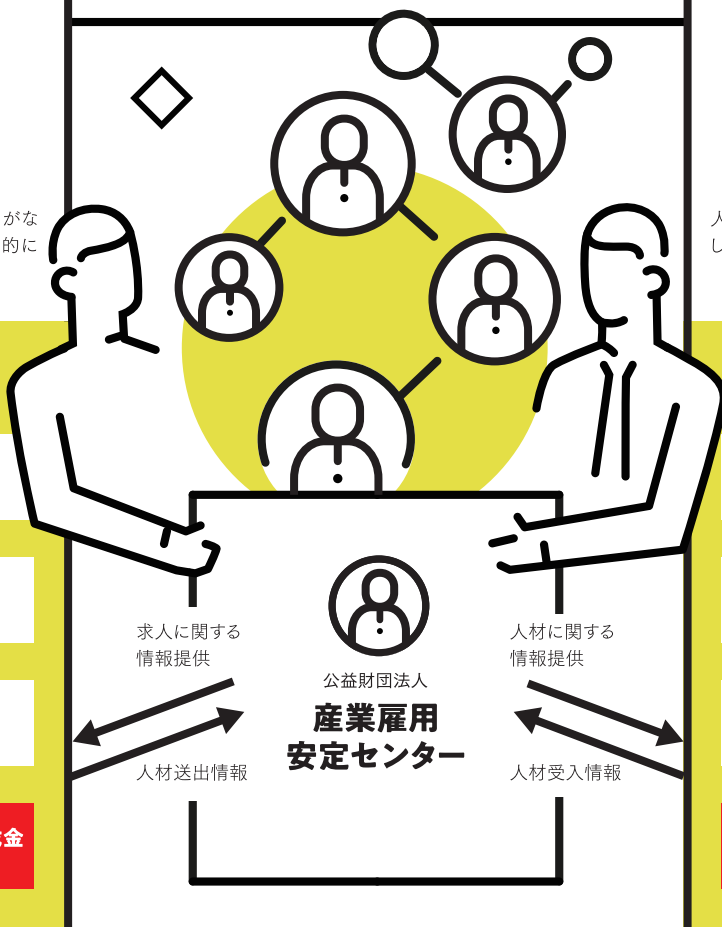 がな
的に
求人に関する
情報提供
人材に関する
情報提供
公益財団法人
産業雇用
安定センター
人材送出情報
人材受入情報
金